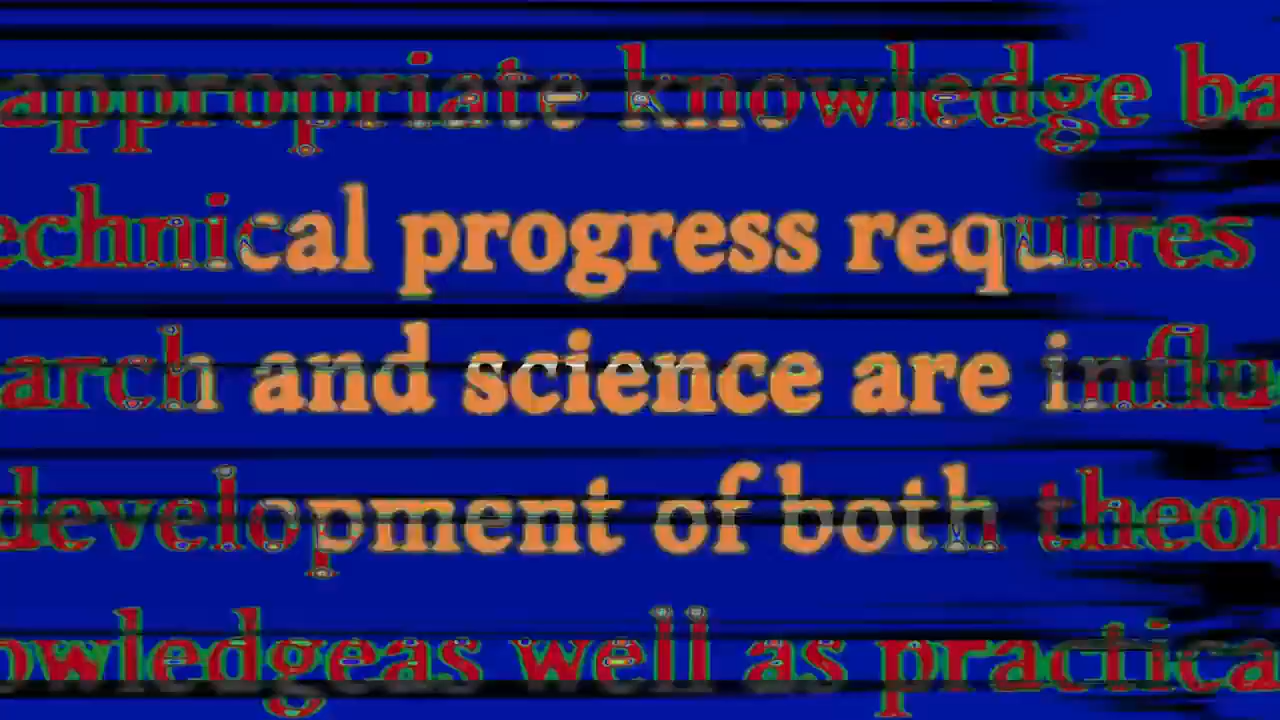 appropriate knowledge ba
echnical progress requires
arch and science are influ
development of both theor
owledgeas well as practica